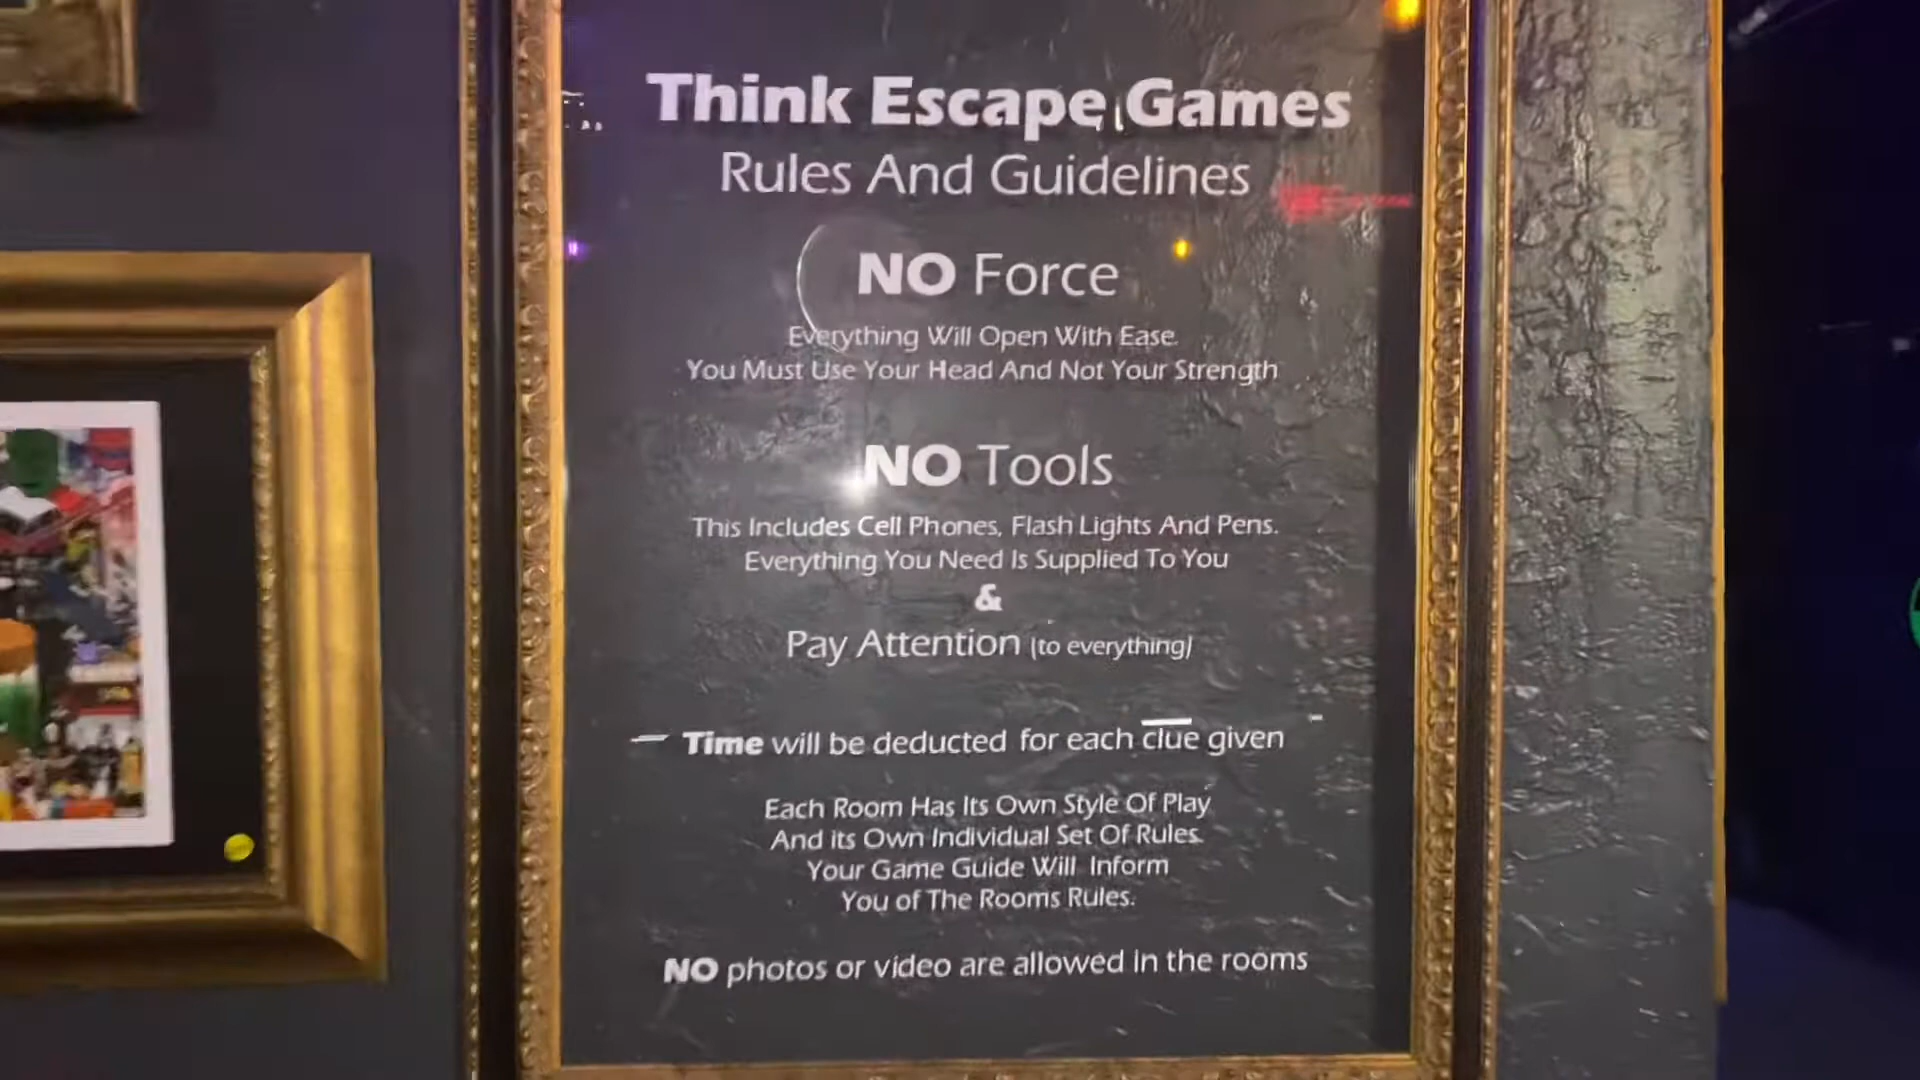 Think Escape Games
Rules And Guidelines
NO Force
Everything Will Open With Ease.
You Must Use Your Head And Not Your Strength
NO Tools
This Includes Cell Phones, Flash Lights And Pens.
Everything You Need Is Supplied To You
&
Pay Attention (to everything)
Time will be deducted for each clue given
Each Room Has Its Own Style Of Play
And its Own Individual Set Of Rules.
Your Game Guide Will Inform
You of The Rooms Rules.
NO photos or video are allowed in the rooms